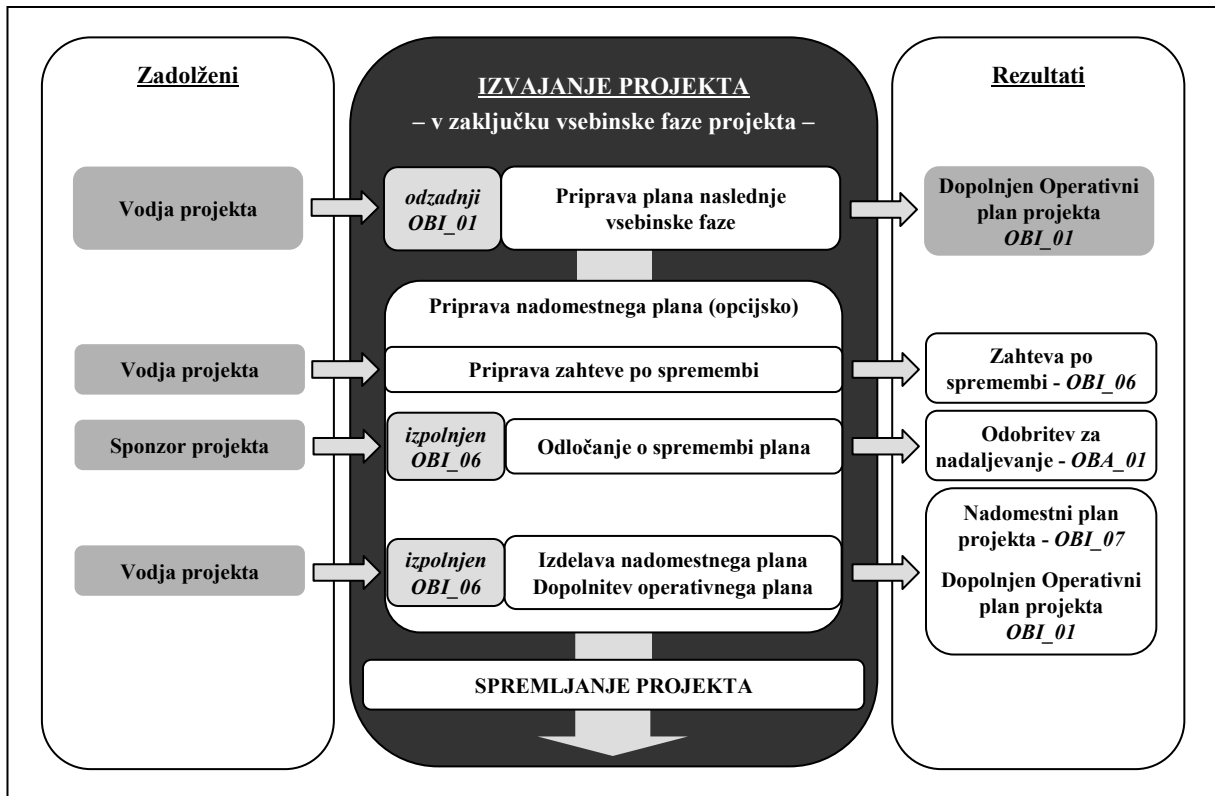 Zadolženi
IZVAJANJE PROJEKTA
– v zaključku vsebinske faze projekta –
Rezultati
Vodja projekta
odzadnji
OBI_01
Priprava plana naslednje
vsebinske faze
Dopolnjen Operativni
plan projekta
OBI_01
Priprava nadomestnega plana (opcijsko)
Vodja projekta
Priprava zahteve po spremembi
Zahteva po
spremembi - OBI_06
Sponzor projekta
izpolnjen
OBI_06
Odločanje o spremembi plana
Odobritev za
nadaljevanje - OBA_01
Vodja projekta
izpolnjen
OBI_06
Izdelava nadomestnega plana
Dopolnitev operativnega plana
Nadomestni plan
projekta - OBI_07
Dopolnjen Operativni
plan projekta
OBI_01
SPREMLJANJE PROJEKTA